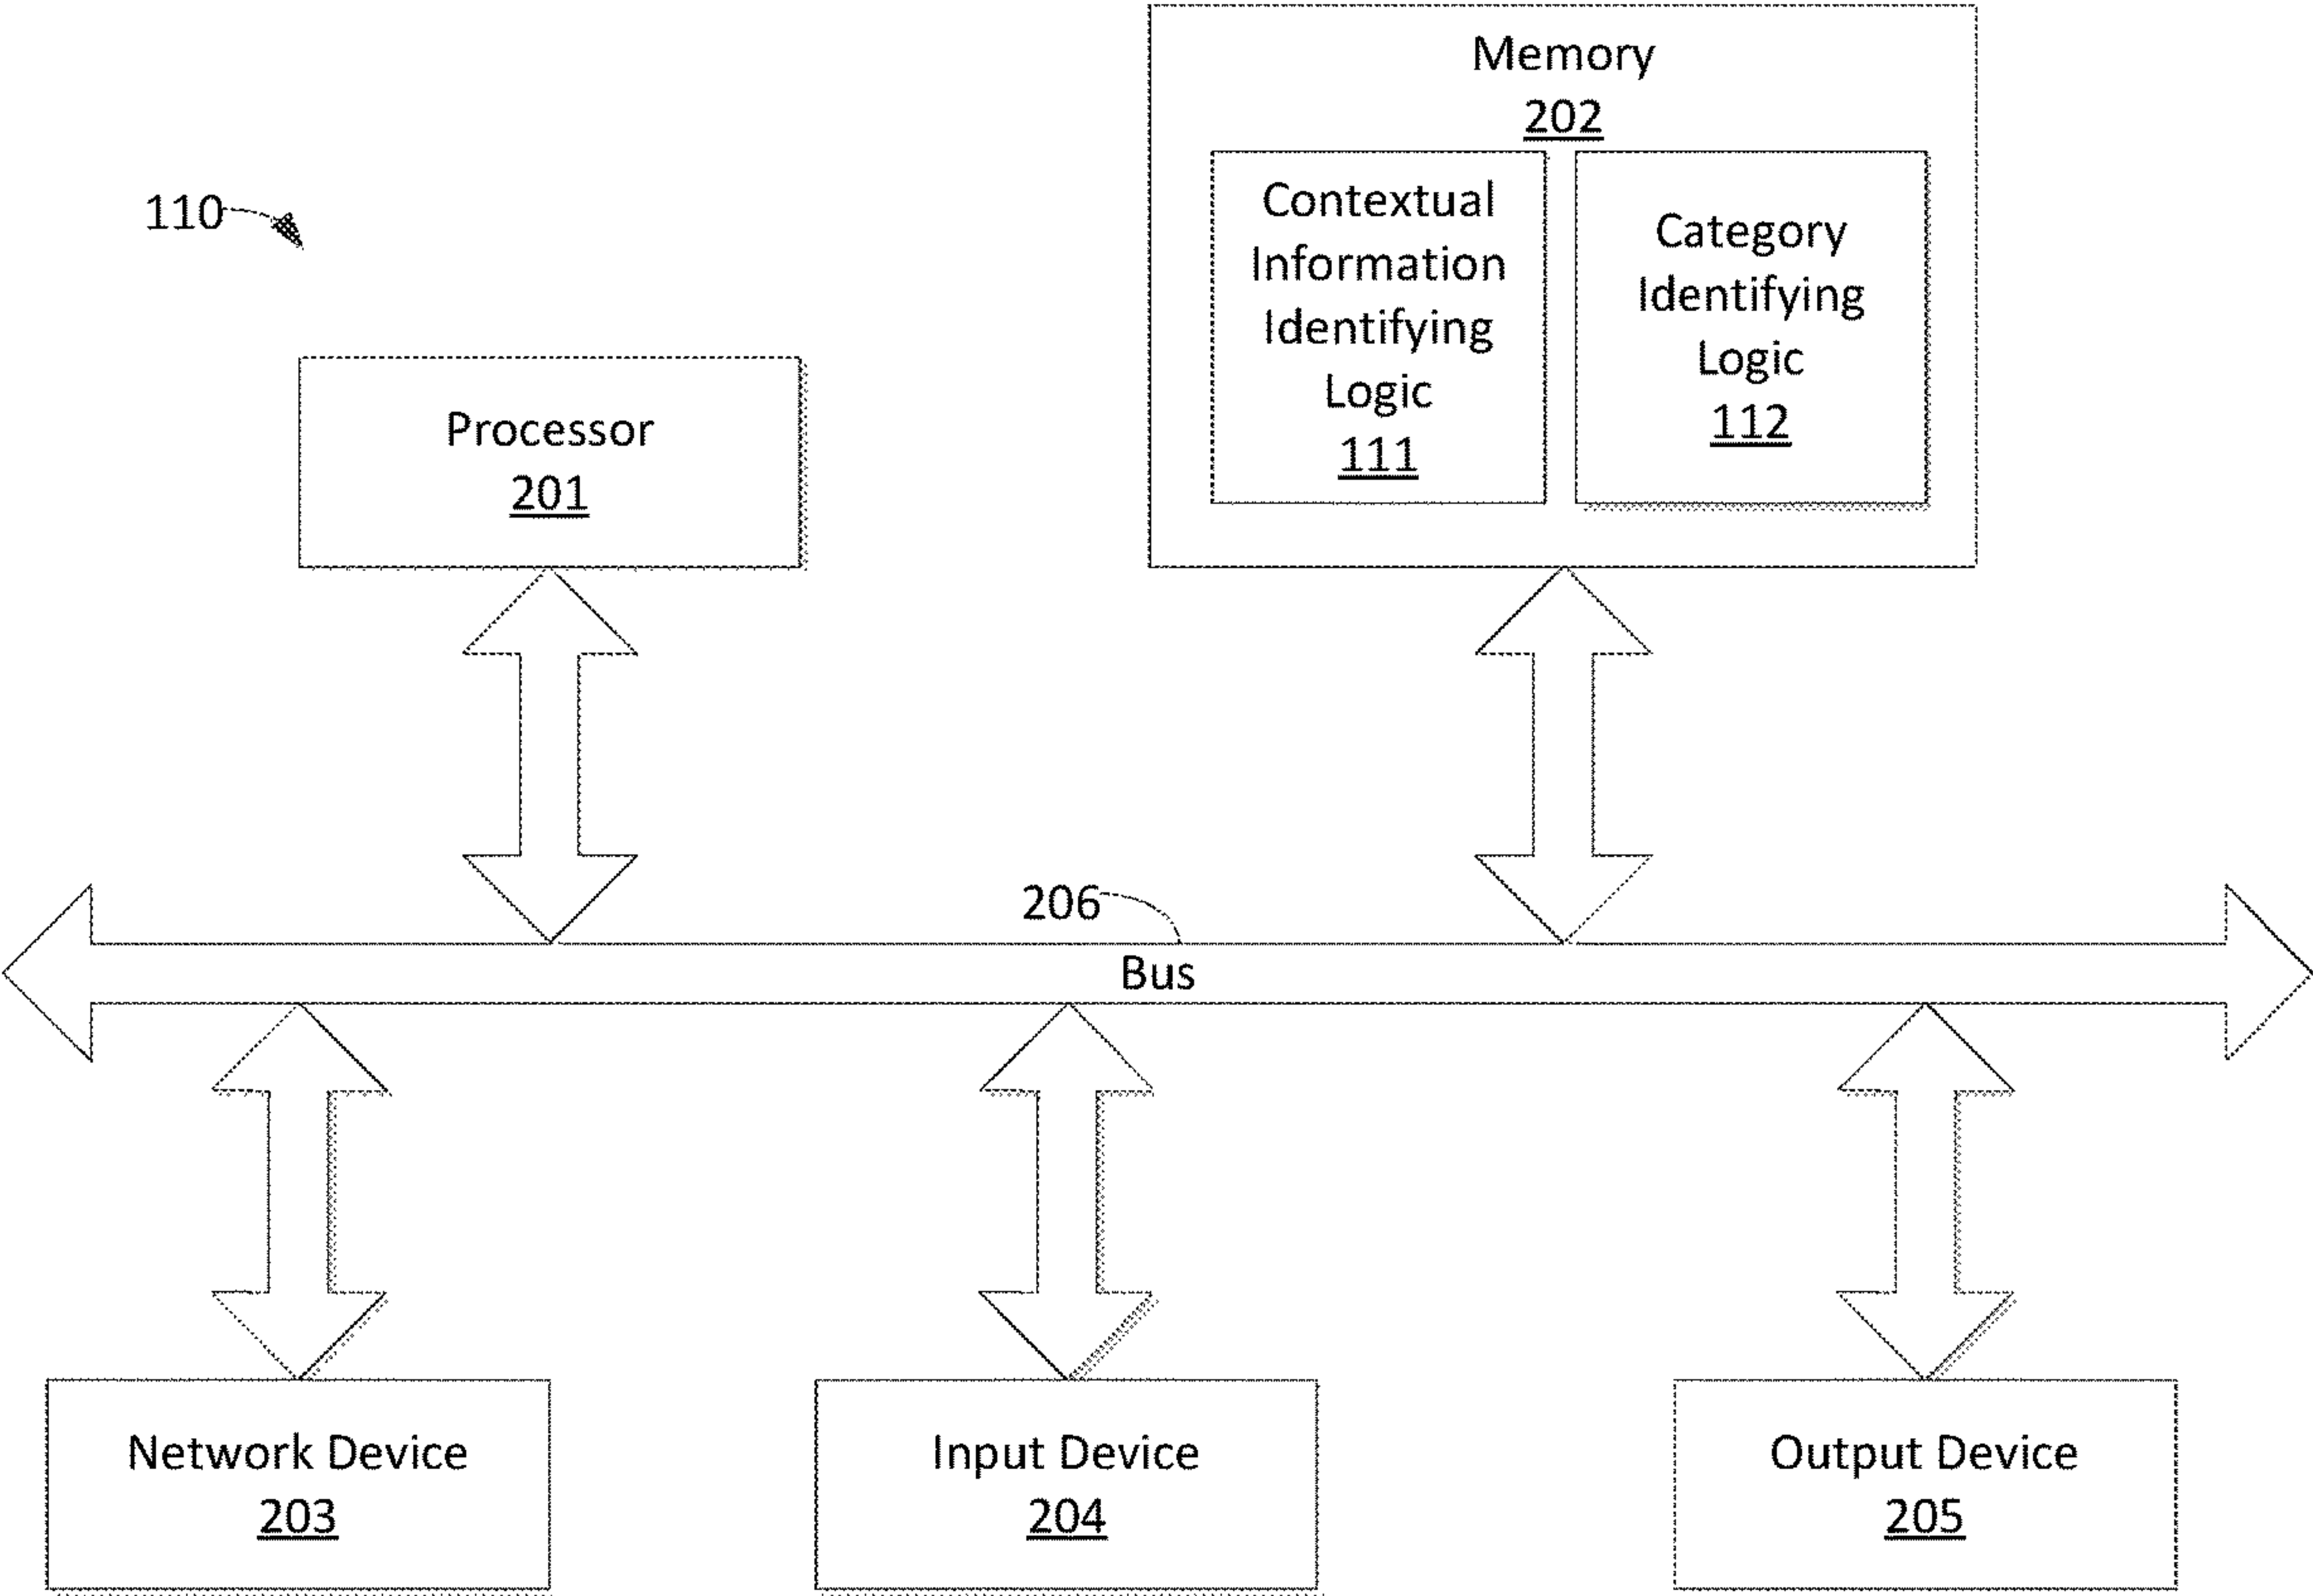 Memory
202
Contextual
Information
Identifying
Logic
111
Category
Identifying
Logic
112
110
Processor
201
206
Bus
Network Device
203
Input Device
204
Output Device
205